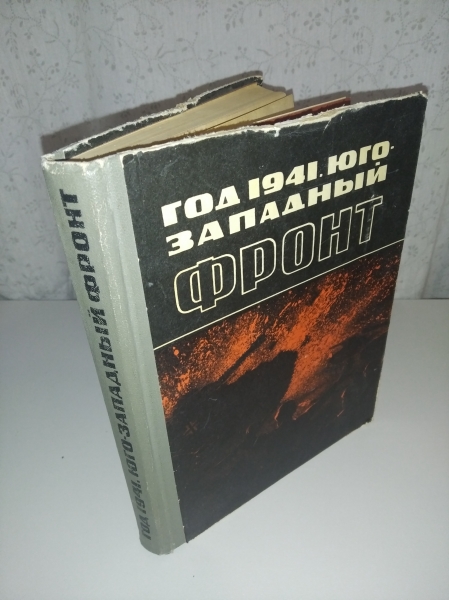 ГОД 1941. ЮГО-
ЗАПАДНЫЙ
ФРОНТ
ГОД 1941. ЮГО-ЗАПАДНЫЙ ФРОНТ